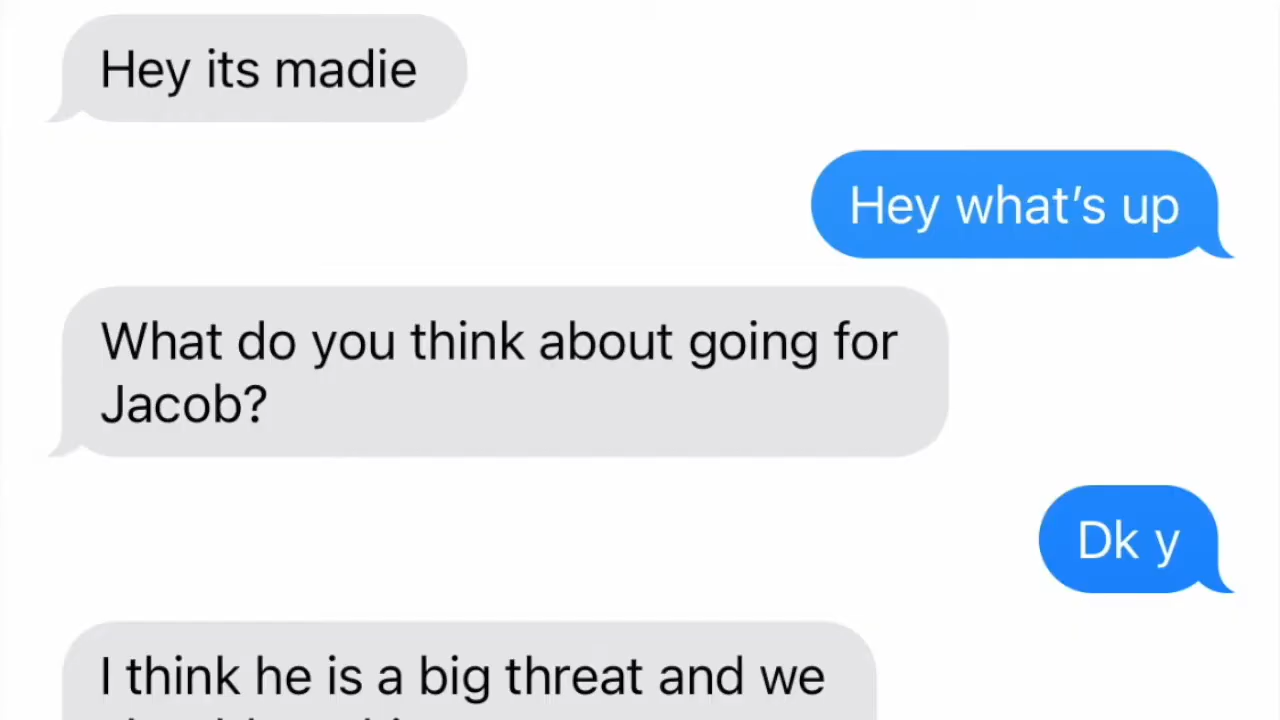 Hey its madie
Hey what’s up
What do you think about going for
Jacob?
Dk y
I think he is a big threat and we